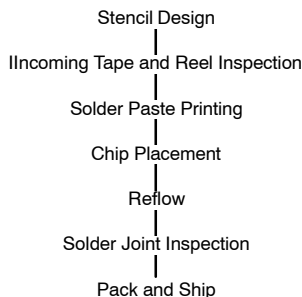 Stencil Design
IIncoming Tape and Reel Inspection
Solder Paste Printing
Chip Placement
Reflow
Solder Joint Inspection
Pack and Ship